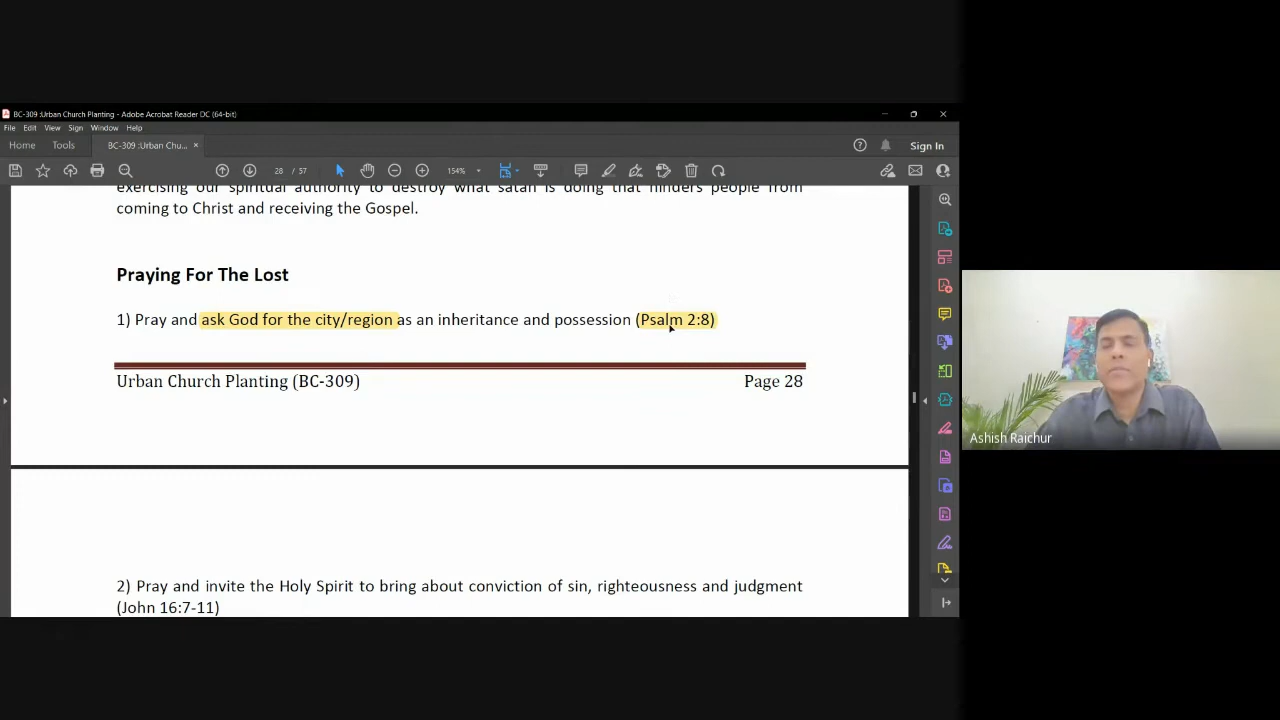 BC-309 :Urban Church Planting - Adobe Acrobat Reader DC (64-bit)
File Edit View Sign Window Help
Home Tools BC-309 :Urban Chu... × Sign In
28 / 57 154%
exercising our spiritual authority to destroy what satan is doing that hinders people from
coming to Christ and receiving the Gospel.
Praying For The Lost
1) Pray and ask God for the city/region as an inheritance and possession (Psalm 2:8)
Urban Church Planting (BC-309) Page 28
Ashish Raichur
2) Pray and invite the Holy Spirit to bring about conviction of sin, righteousness and judgment
(John 16:7-11)